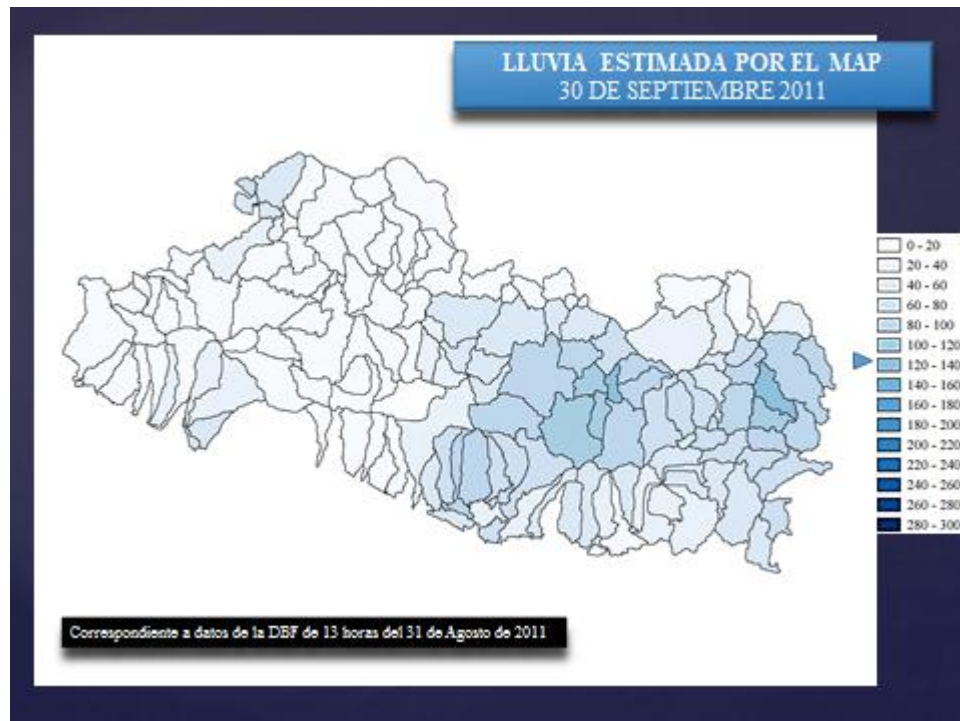 LLUVIA ESTIMADA POR EL MAP
30 DE SEPTIEMBRE 2011
0 - 20
20 - 40
40 - 60
60 - 80
80 - 100
100 - 120
120 - 140
140 - 160
160 - 180
180 - 200
200 - 220
220 - 240
240 - 260
260 - 280
280 - 300
Correspondiente a datos de la DBF de 13 horas del 31 de Agosto de 2011